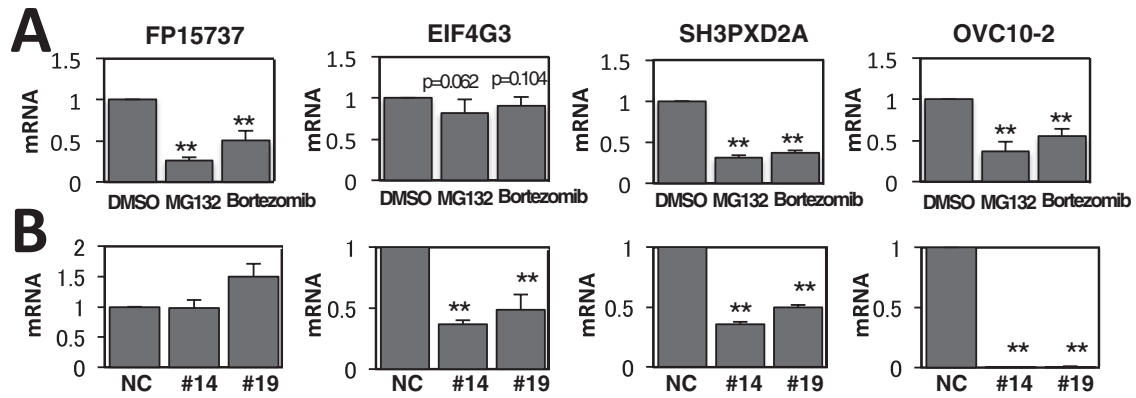 A
FP15737
EIF4G3
SH3PXD2A
OVC10-2
mRNA
1.5
1
0.5
0
**
**
DMSO MG132 Bortezomib
mRNA
1.5
1
0.5
0
p=0.062
p=0.104
DMSO MG132 Bortezomib
mRNA
1.5
1
0.5
0
**
**
DMSO MG132 Bortezomib
mRNA
1.5
1
0.5
0
**
**
DMSO MG132 Bortezomib
B
mRNA
2
1.5
1
0.5
0
NC #14 #19
mRNA
1
0.5
0
**
**
NC #14 #19
mRNA
1
0.5
0
**
**
NC #14 #19
mRNA
1
0.5
0
**
**
NC #14 #19